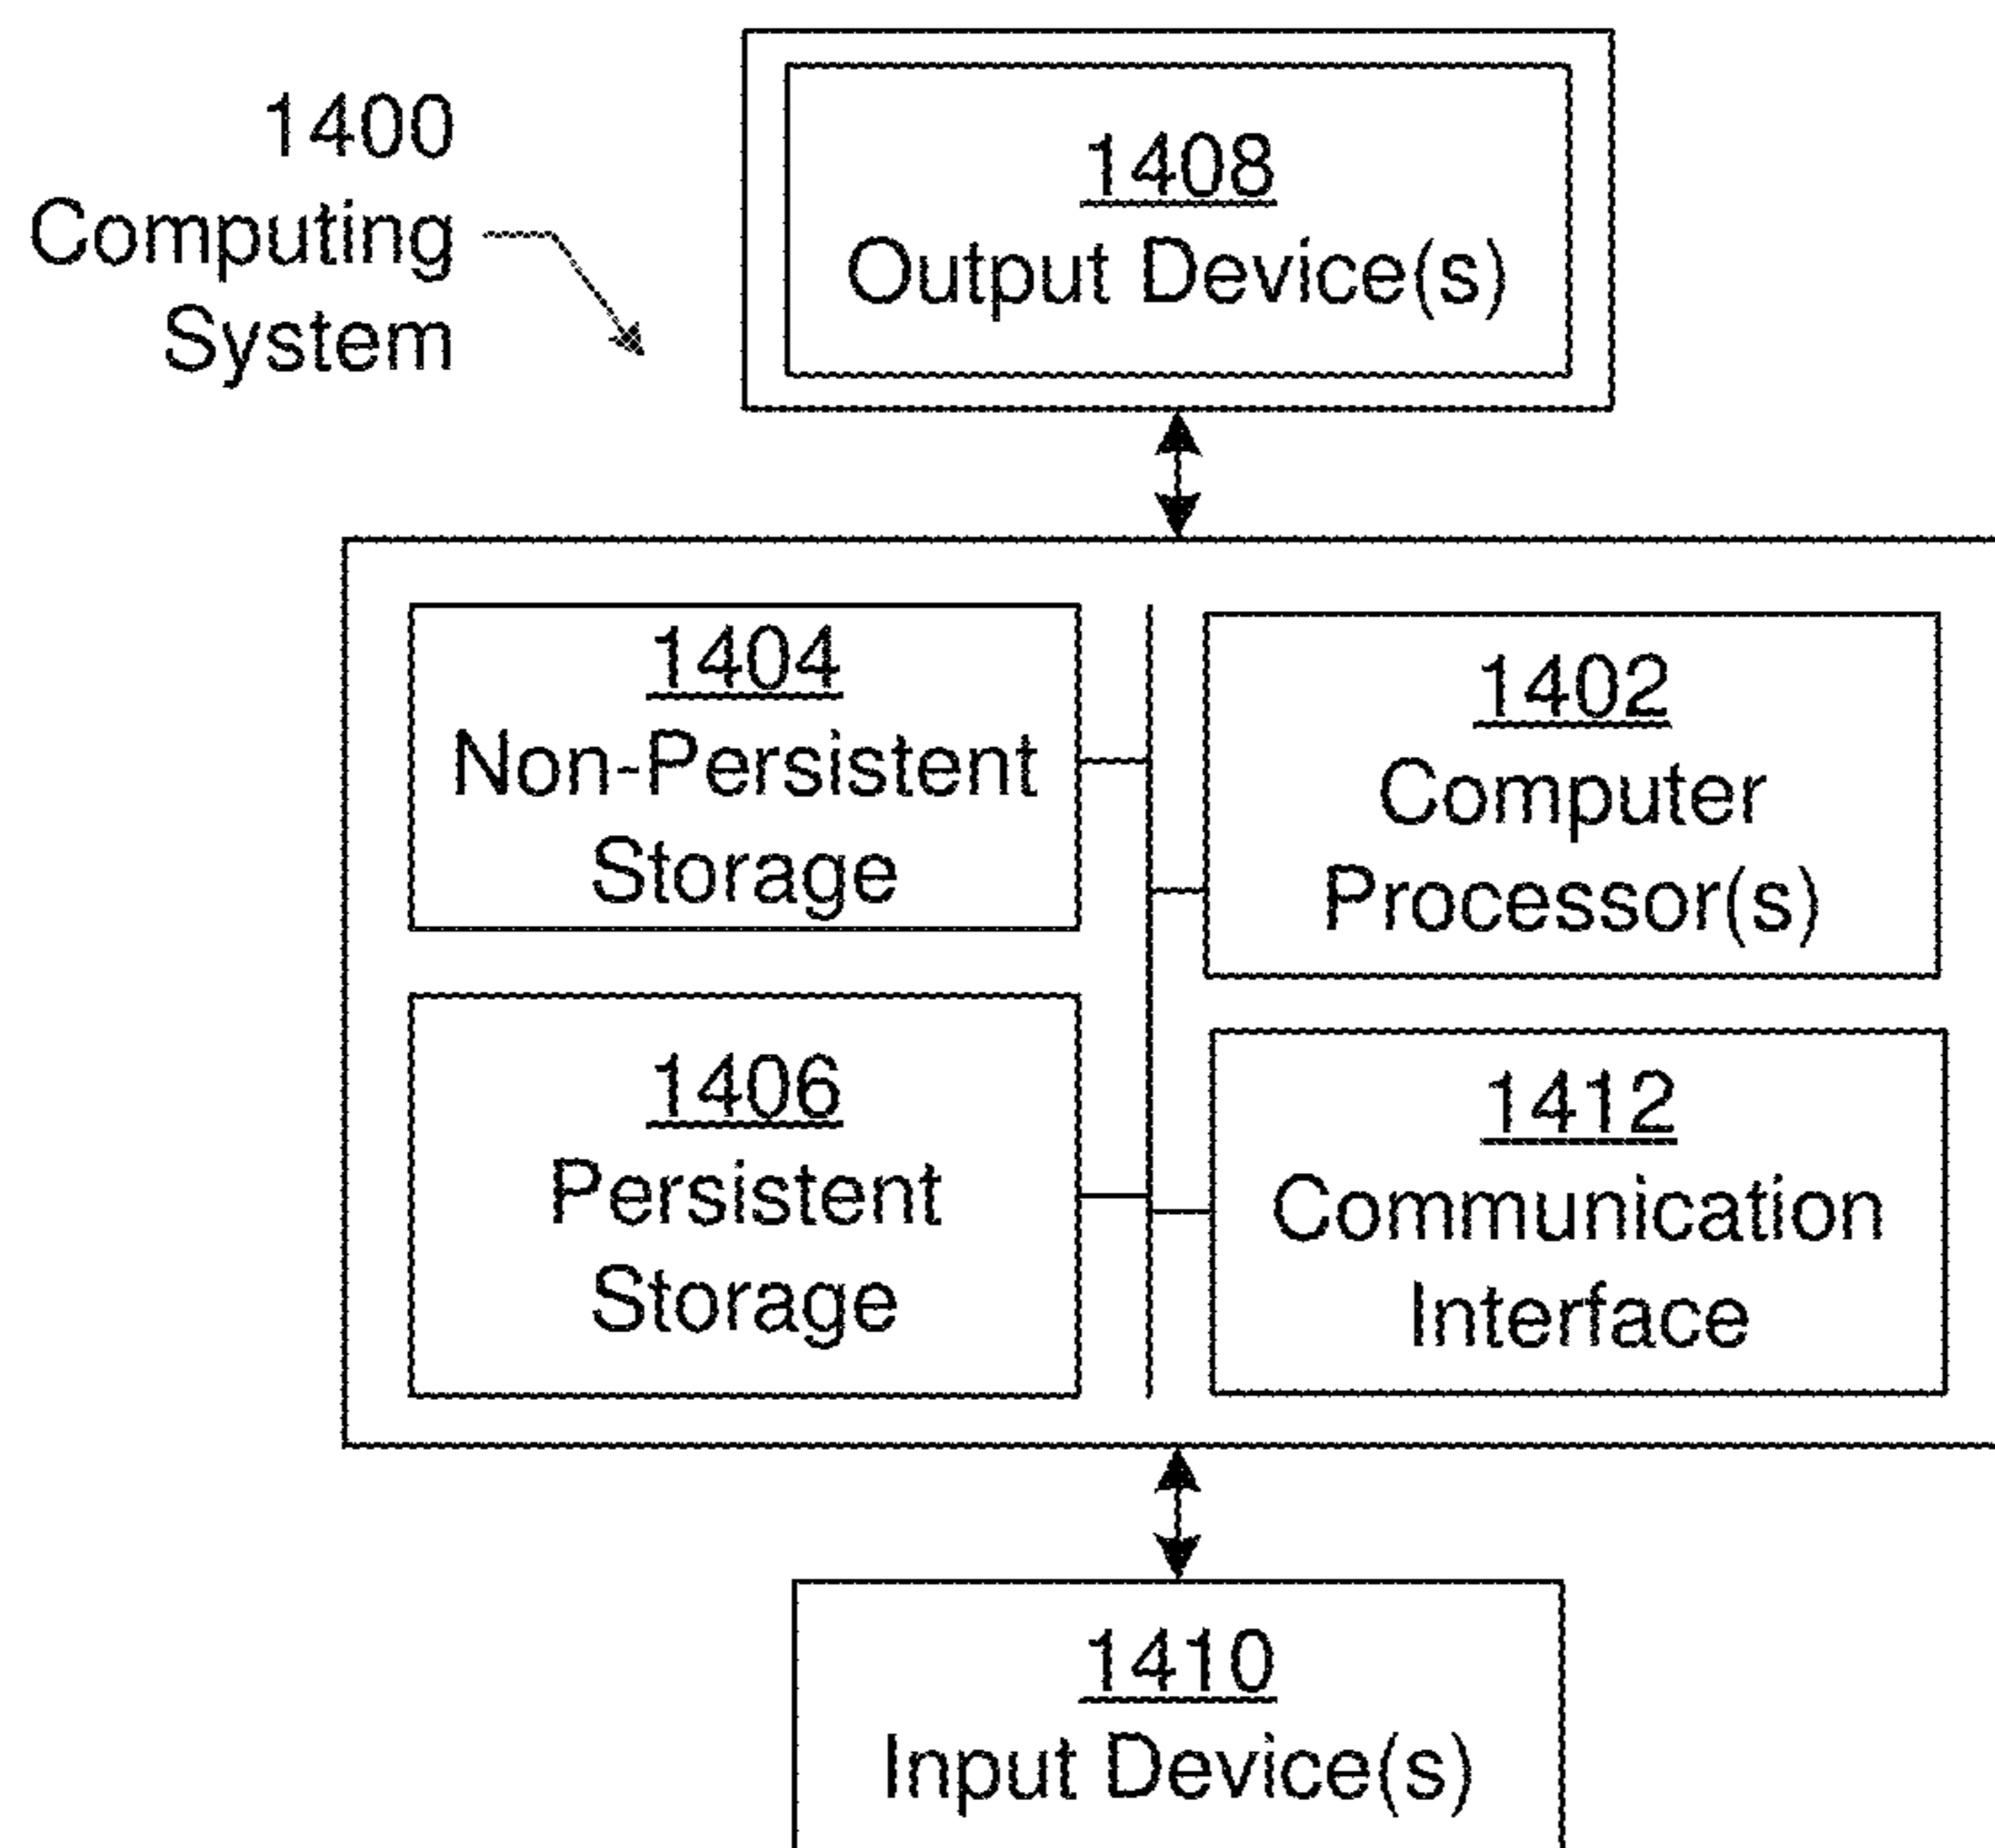 1400
Computing
System
1408
Output Device(s)
1404
Non-Persistent
Storage
1402
Computer
Processor(s)
1406
Persistent
Storage
1412
Communication
Interface
1410
Input Device(s)